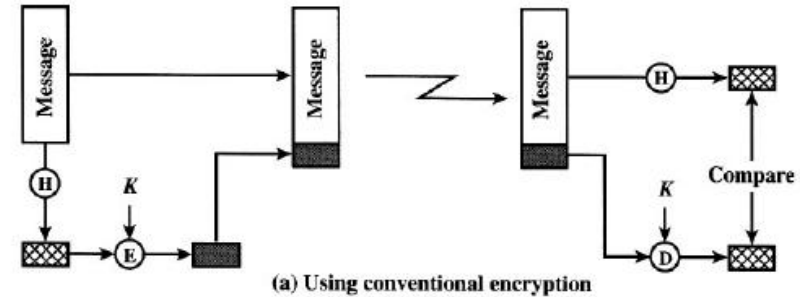 Message
Message
Message
H
H
K
K
Compare
E
D
(a) Using conventional encryption